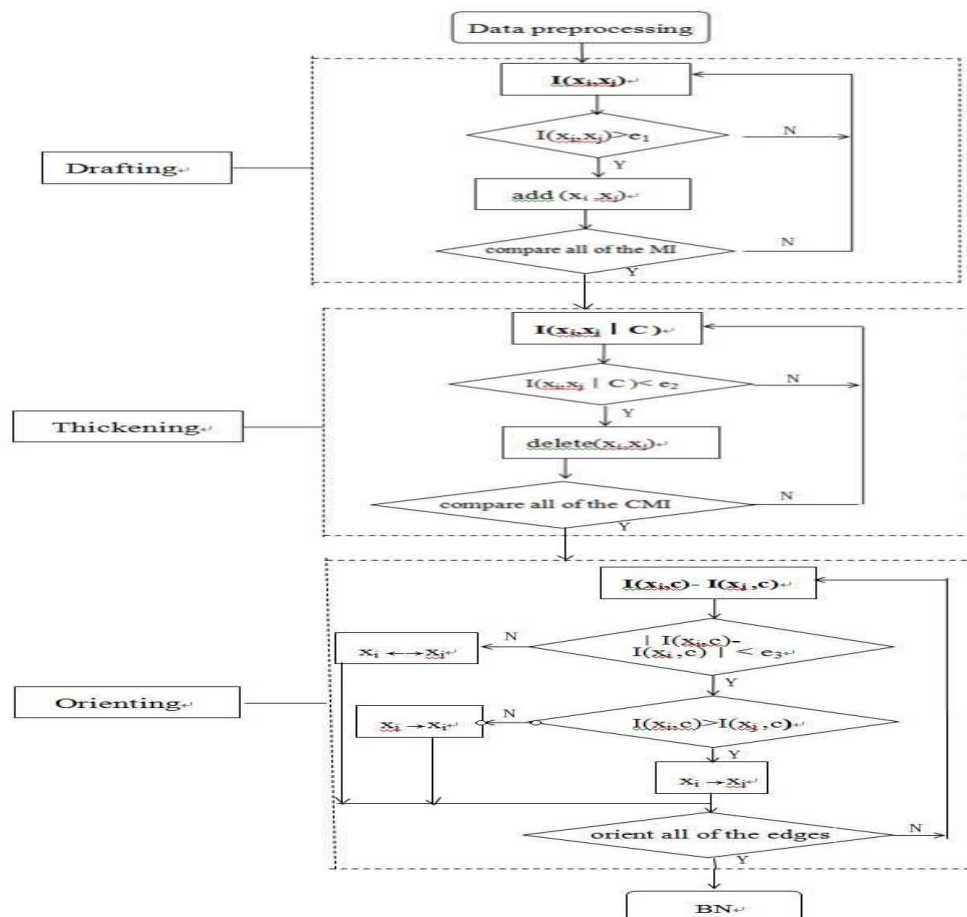 Data preprocessing
I(xᵢ,xⱼ)↵
I(xᵢ,xⱼ)>e₁
N
Y
Drafting↵
add (xᵢ ,xⱼ)↵
compare all of the MI
N
Y
I(xᵢ,xⱼ | C )↵
I(xᵢ,xⱼ | C )< e₂
N
Y
Thickening↵
delete(xᵢ,xⱼ)↵
compare all of the CMI
N
Y
I(xᵢ,c)- I(xⱼ ,c)↵
| I(xᵢ,c)-
I(xⱼ ,c) | < e₃↵
N
xᵢ ←→xⱼ↵
Y
Orienting↵
I(xᵢ,c)>I(xⱼ ,c)↵
N
xⱼ →xᵢ↵
Y
xᵢ →xⱼ↵
orient all of the edges
N
Y
BN↵